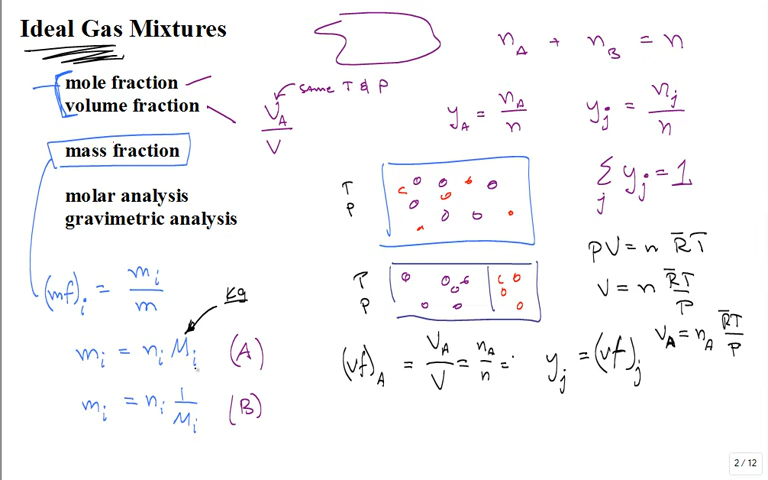 Ideal Gas Mixtures
n_A + n_B = n
mole fraction
volume fraction
SAME T & P
V_A / V
y_A = n_A / n
y_j = n_j / n
mass fraction
∑_j y_j = 1
molar analysis
gravimetric analysis
T
P
PV = n R̄T
V = n R̄T / P
V_A = n_A R̄T / P
T
P
(mf)_i = m_i / m
kg
m_i = n_i M_i (A)
(vf)_A = V_A / V = n_A / n =
y_j = (vf)_j
m_i = n_i 1 / M_i (B)
2 / 12